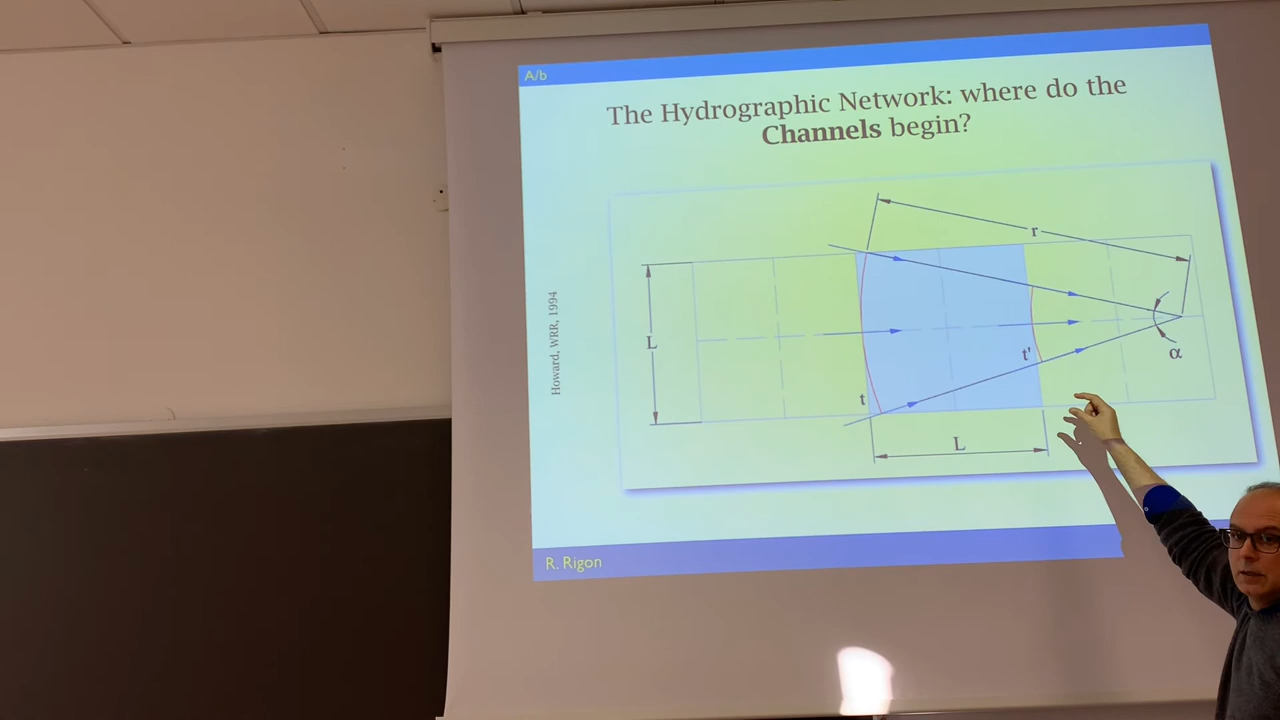 A/b
The Hydrographic Network: where do the
Channels begin?
Howard, WRR, 1994
r
L
t'
α
t
L
R. Rigon